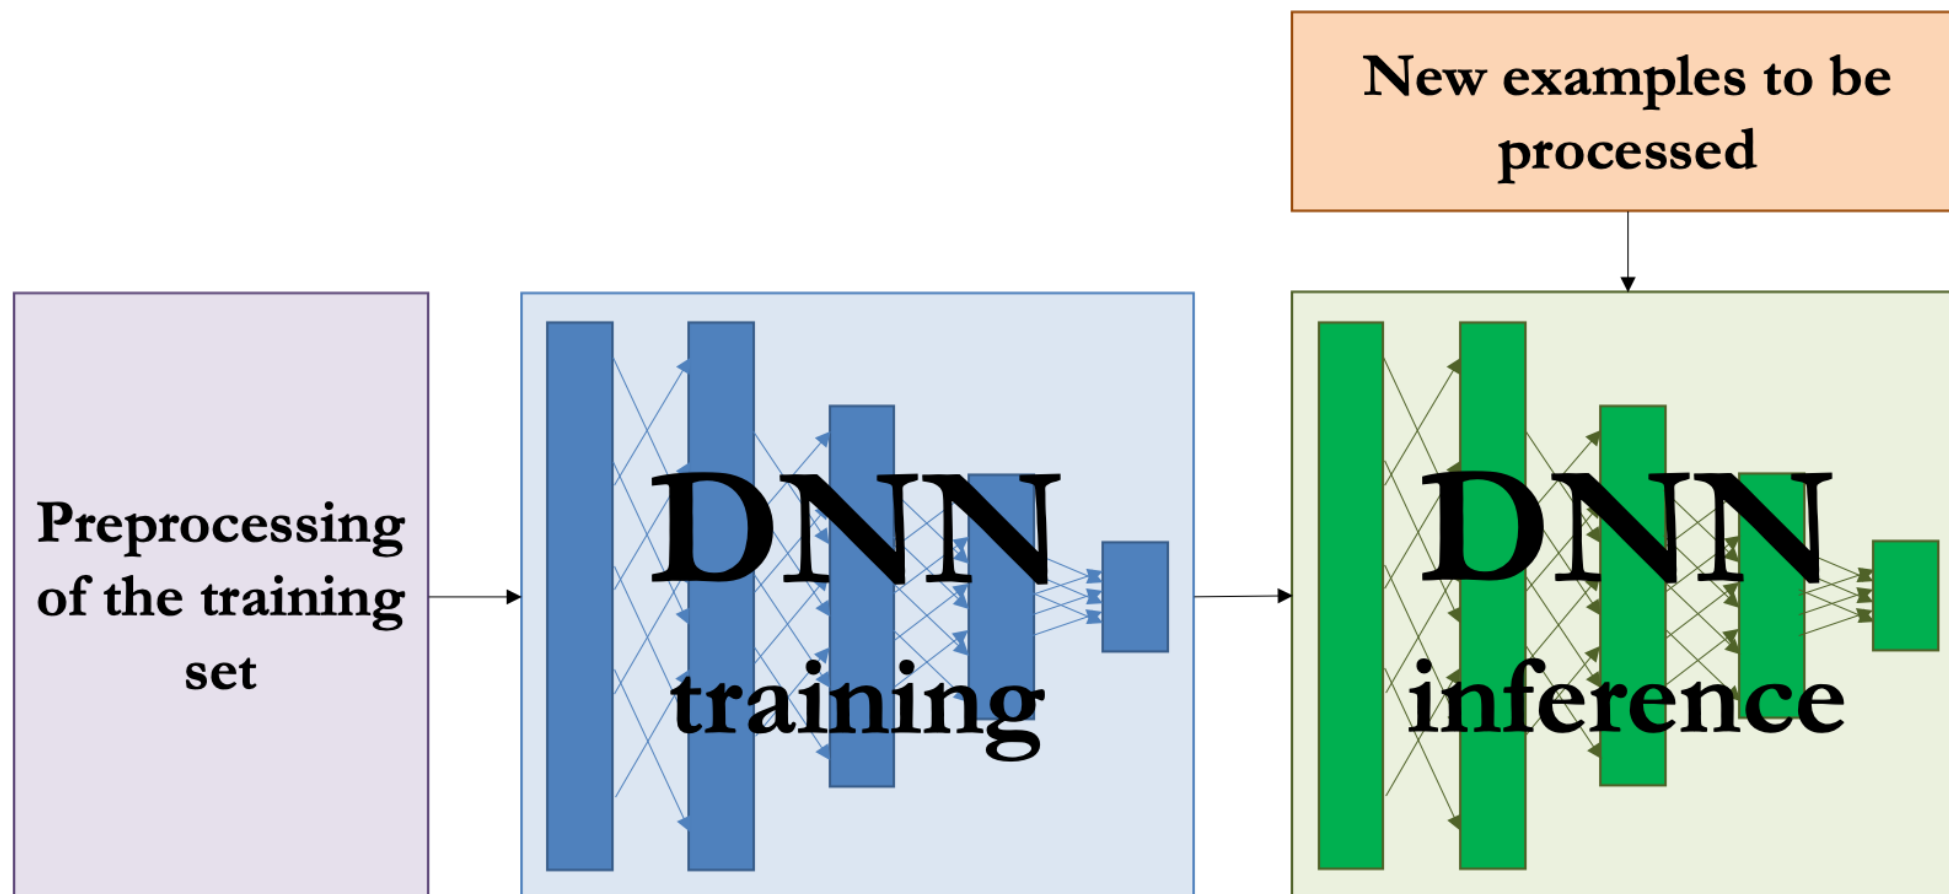 New examples to be
processed
Preprocessing
of the training
set
DNN
training
DNN
inference